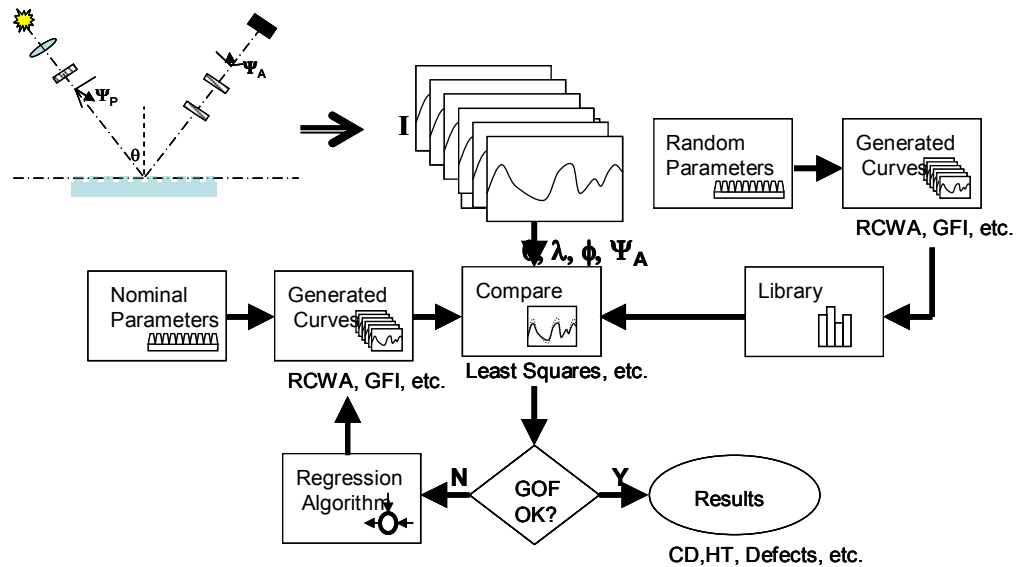 Ψ_A
Ψ_P
θ
I
Random
Parameters
Generated
Curves
RCWA, GFI, etc.
θ, λ, ϕ, Ψ_A
Nominal
Parameters
Generated
Curves
RCWA, GFI, etc.
Compare
Least Squares, etc.
Library
Regression
Algorithm
N
GOF
OK?
Y
Results
CD,HT, Defects, etc.